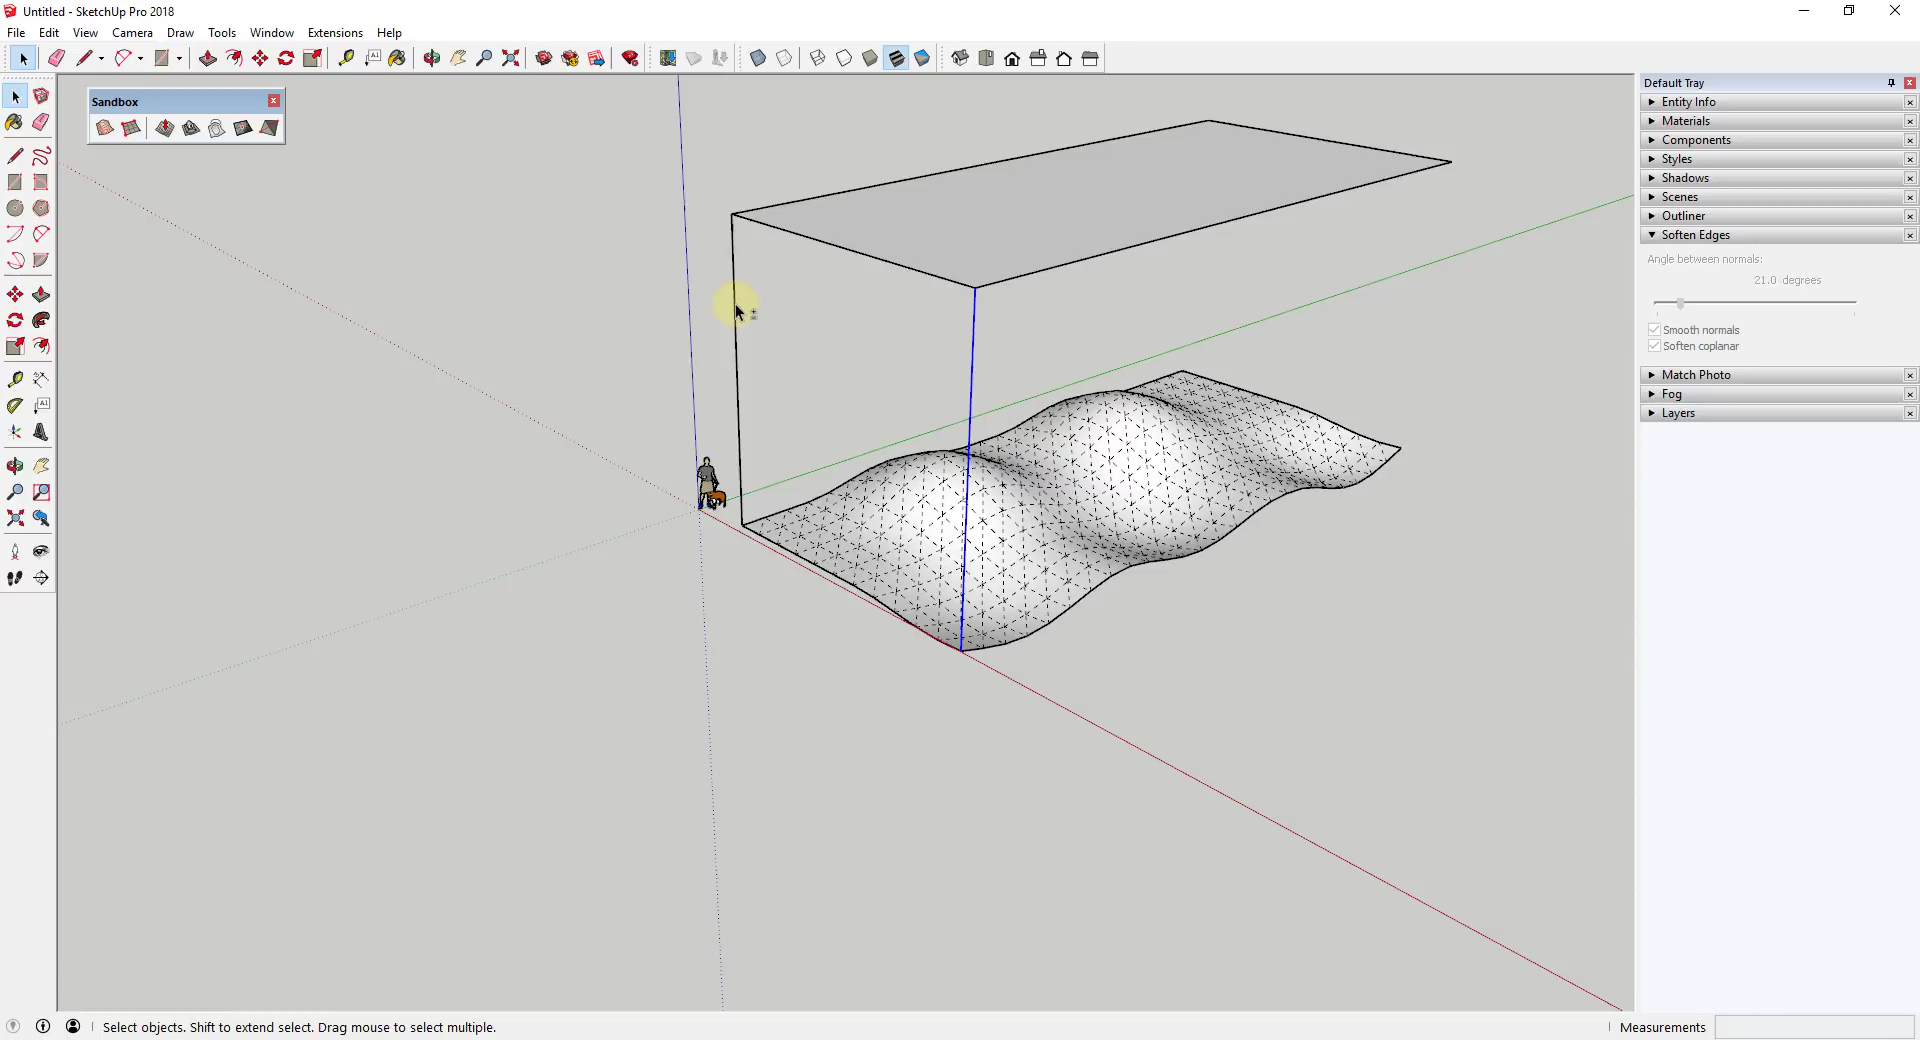 Untitled - SketchUp Pro 2018
File Edit View Camera Draw Tools Window Extensions Help
Sandbox
Default Tray
Entity Info
Materials
Components
Styles
Shadows
Scenes
Outliner
Soften Edges
Angle between normals:
21.0 degrees
Smooth normals
Soften coplanar
Match Photo
Fog
Layers
Select objects. Shift to extend select. Drag mouse to select multiple.
Measurements